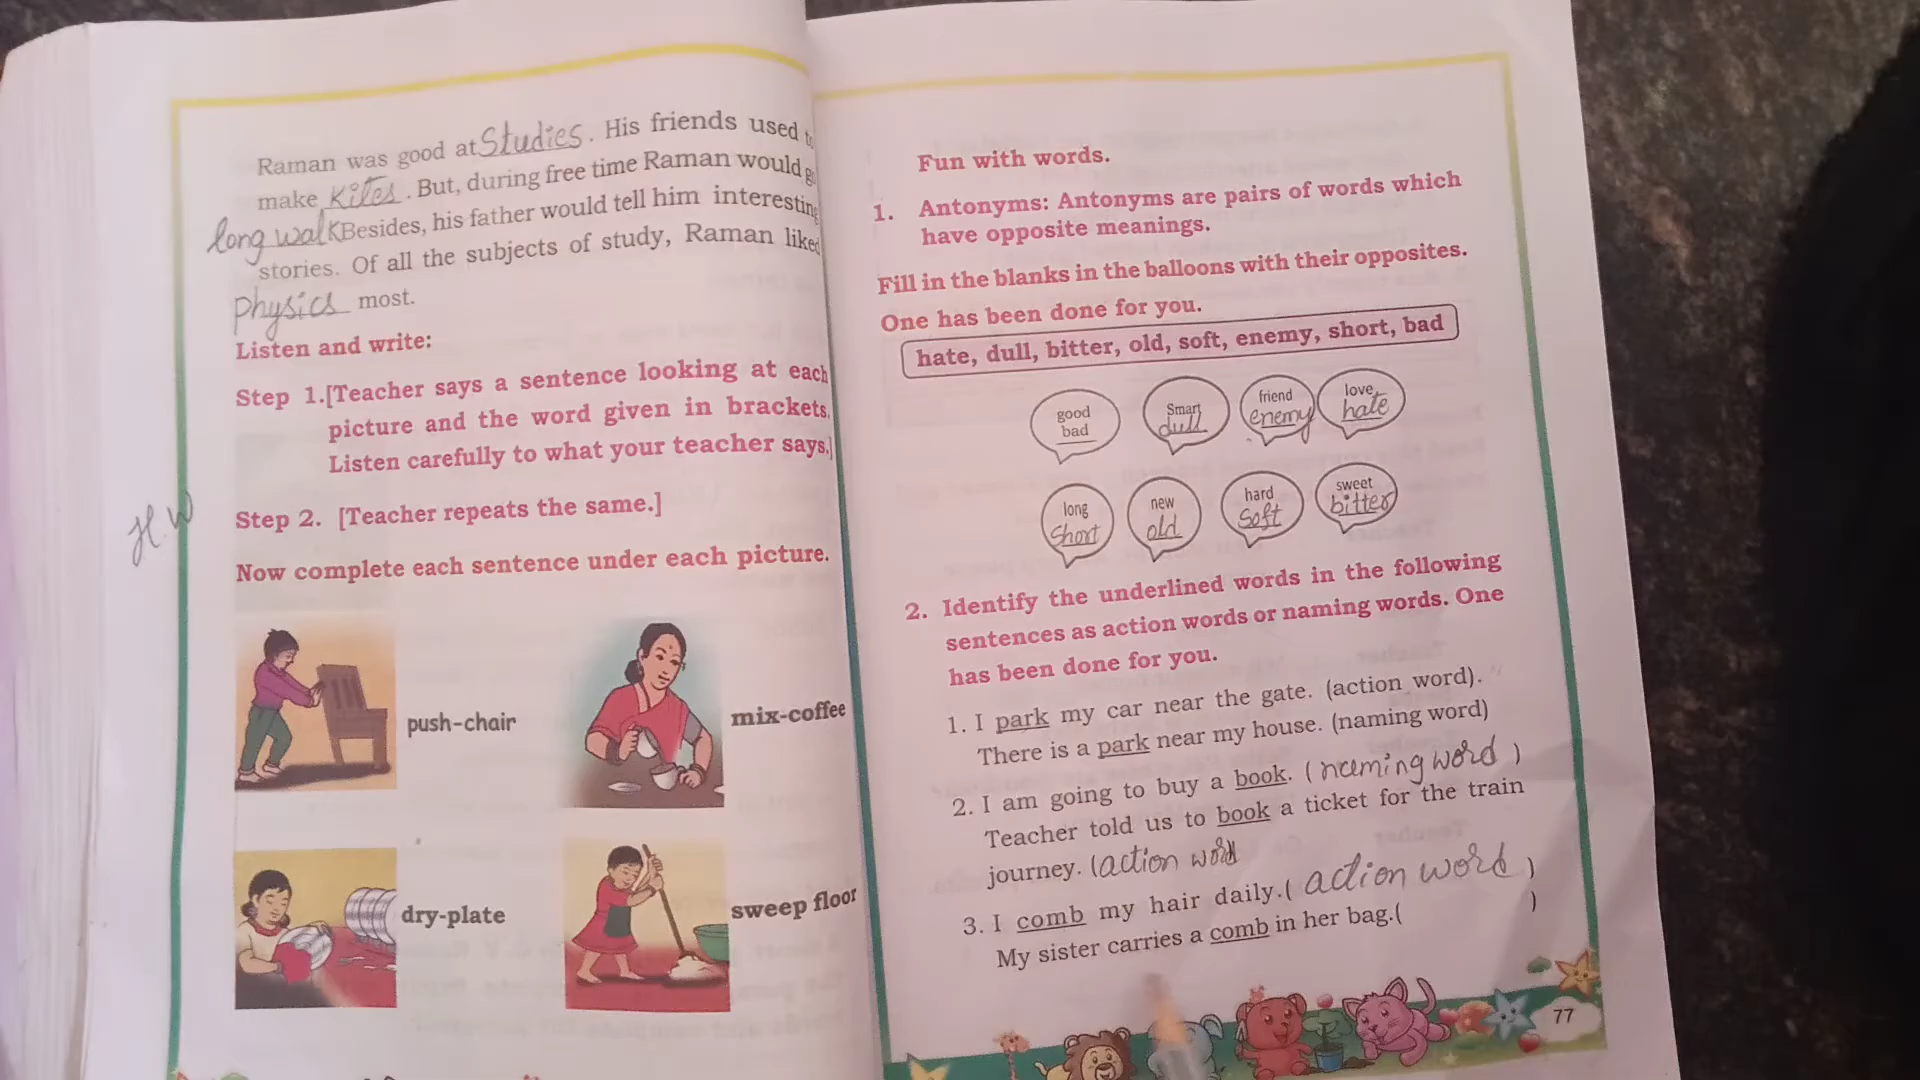 Raman was good at Studies. His friends used
make Kites. But, during free time Raman would
long walk Besides, his father would tell him interesting
stories. Of all the subjects of study, Raman liked
physics most.
Listen and write:
Step 1.[Teacher says a sentence looking at each
picture and the word given in brackets.
Listen carefully to what your teacher says.]
H.W
Step 2. [Teacher repeats the same.]
Now complete each sentence under each picture.
push-chair
mix-coffee
dry-plate
sweep floor
Fun with words.
1. Antonyms: Antonyms are pairs of words which
have opposite meanings.
Fill in the blanks in the balloons with their opposites.
One has been done for you.
hate, dull, bitter, old, soft, enemy, short, bad
good
bad
Smart
dull
friend
enemy
love
hate
long
short
new
old
hard
soft
sweet
bitter
2. Identify the underlined words in the following
sentences as action words or naming words. One
has been done for you.
1. I park my car near the gate. (action word).
There is a park near my house. (naming word)
2. I am going to buy a book. (naming word)
Teacher told us to book a ticket for the train
journey. (action word
3. I comb my hair daily.( action word )
My sister carries a comb in her bag.( )
77